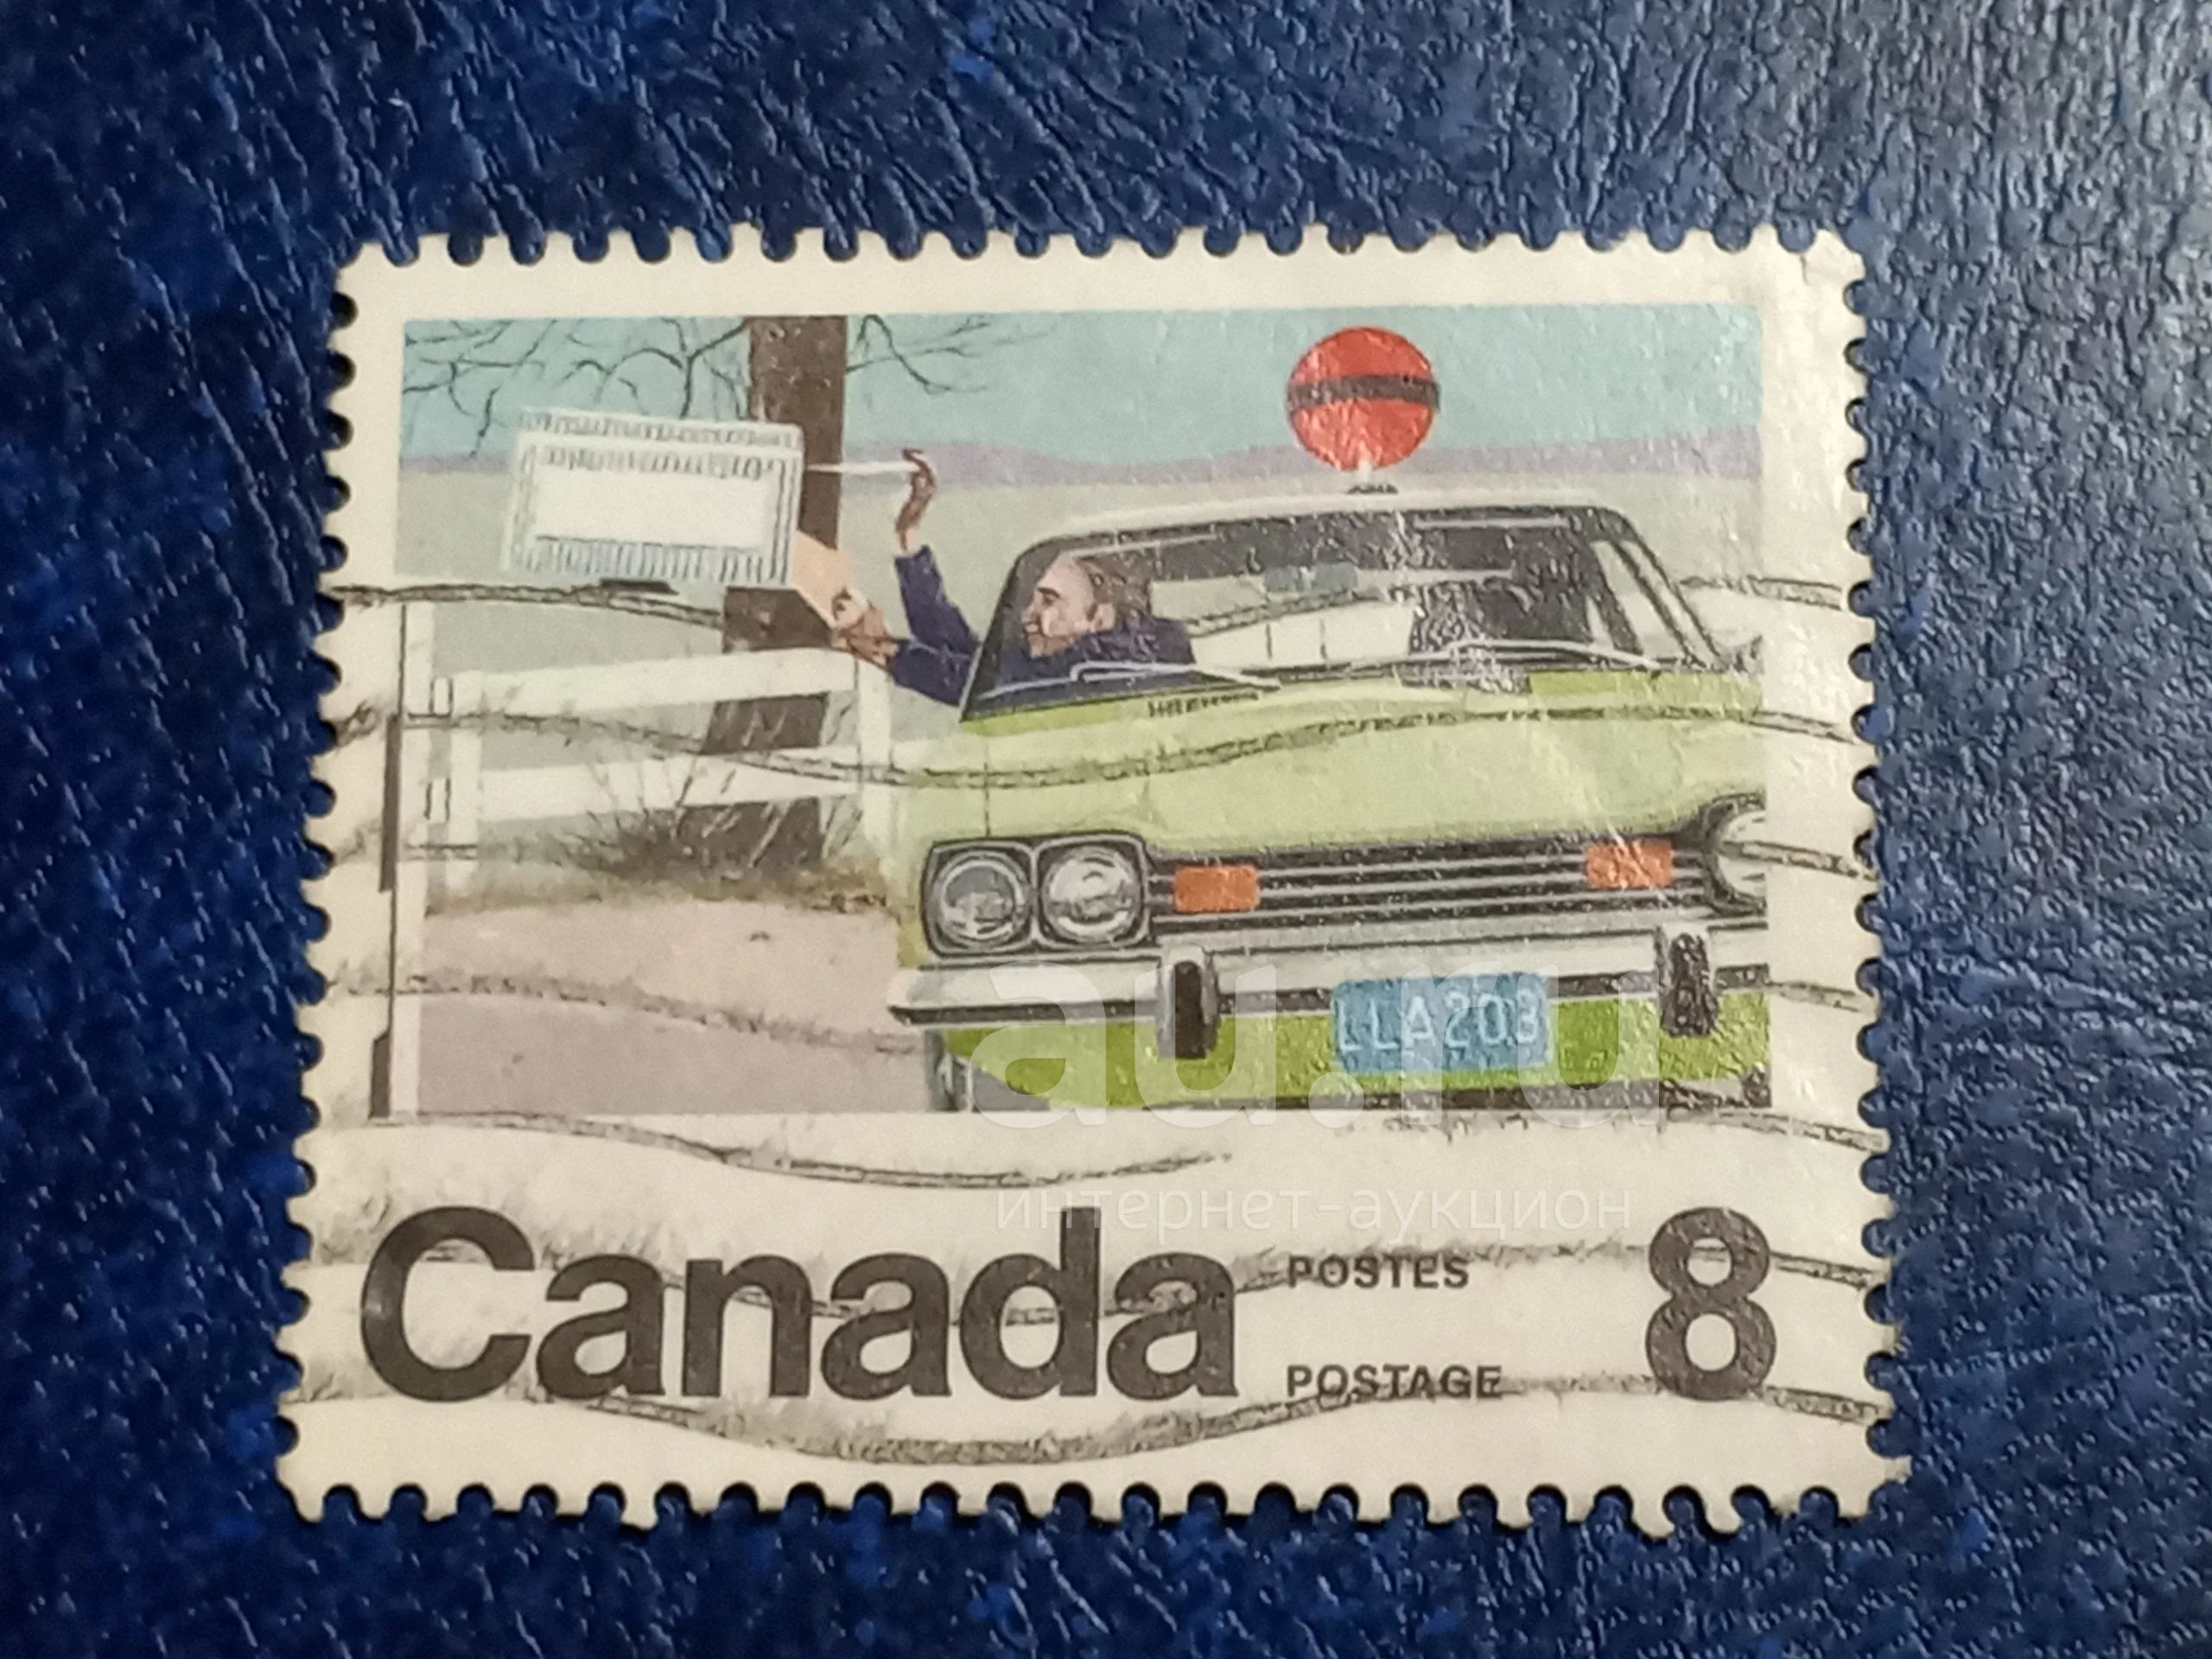 LLA203
au.ru
интернет-аукцион
Canada
POSTES
POSTAGE
8